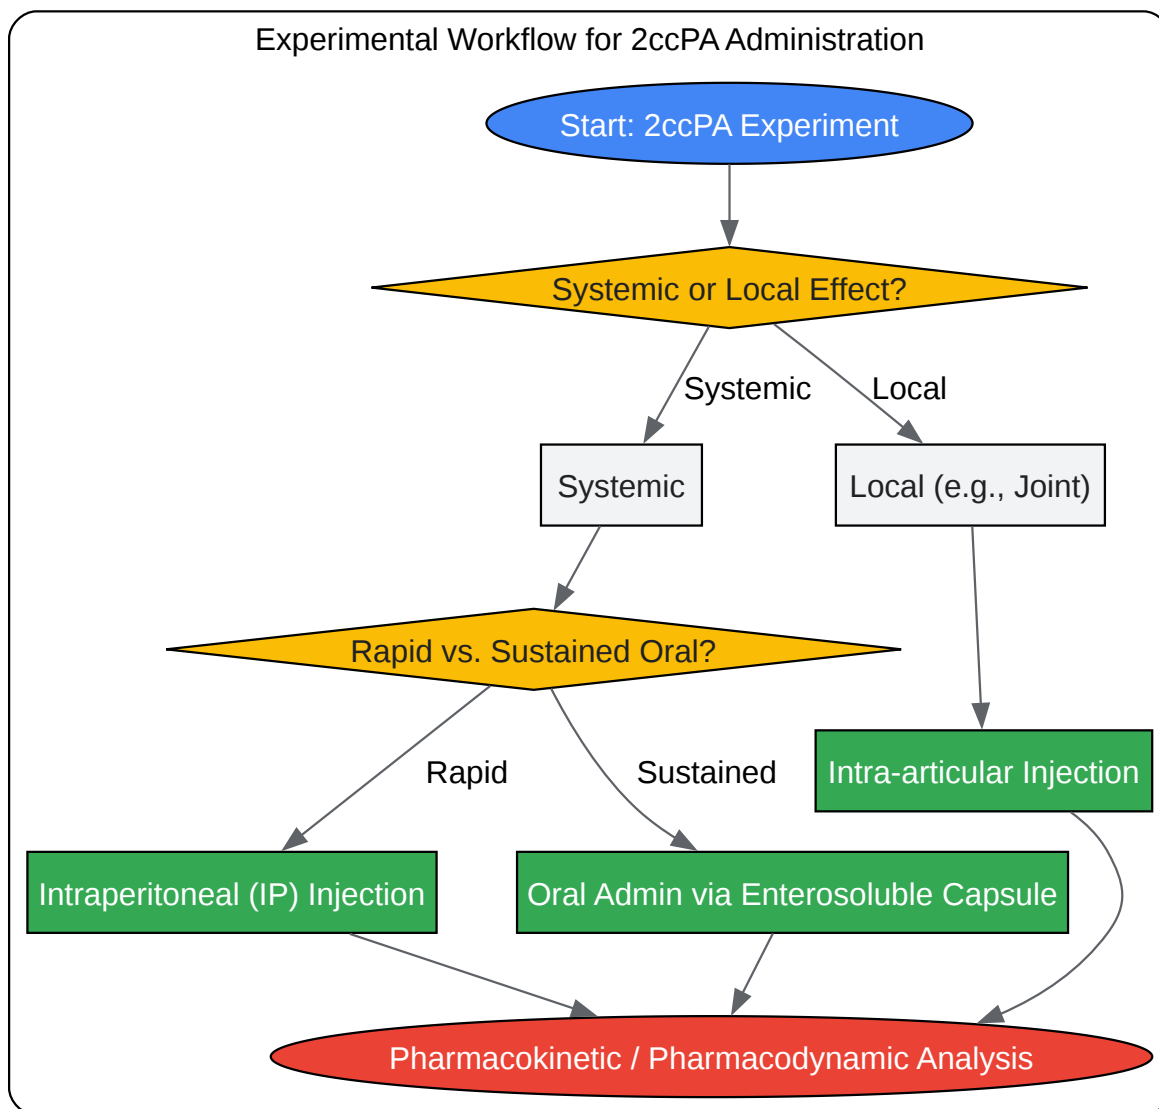 Experimental Workflow for 2ccPA Administration
Start: 2ccPA Experiment
Systemic or Local Effect?
Systemic
Local
Systemic
Local (e.g., Joint)
Rapid vs. Sustained Oral?
Rapid
Sustained
Intra-articular Injection
Intraperitoneal (IP) Injection
Oral Admin via Enterosoluble Capsule
Pharmacokinetic / Pharmacodynamic Analysis